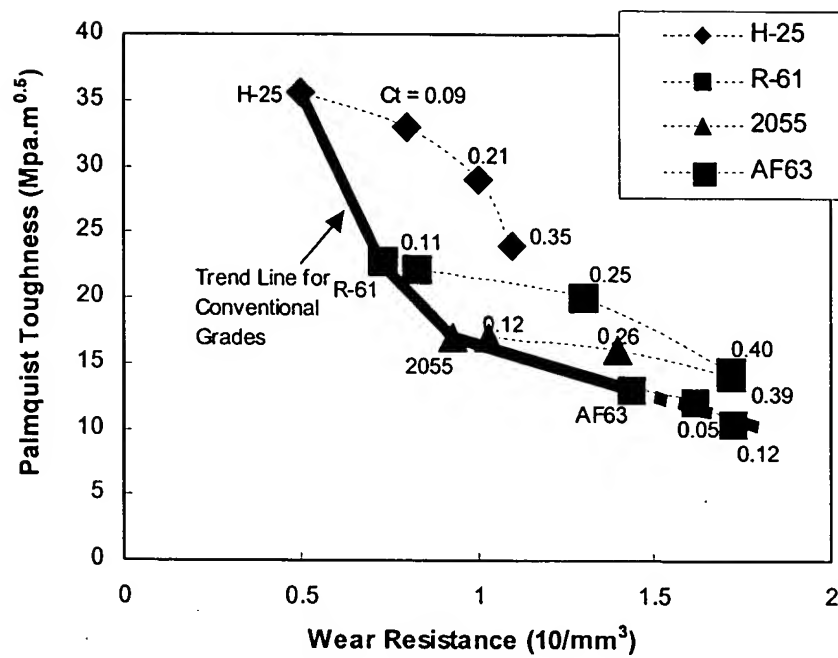 40
35
30
25
20
15
10
5
0
Palmquist Toughness (Mpa.m^0.5)
H-25
R-61
2055
AF63
H-25
Ct = 0.09
0.21
0.35
0.11
0.25
Trend Line for
Conventional
Grades
R-61
0.12
0.26
0.40
2055
0.39
AF63
0.05
0.12
0
0.5
1
1.5
2
Wear Resistance (10/mm³)